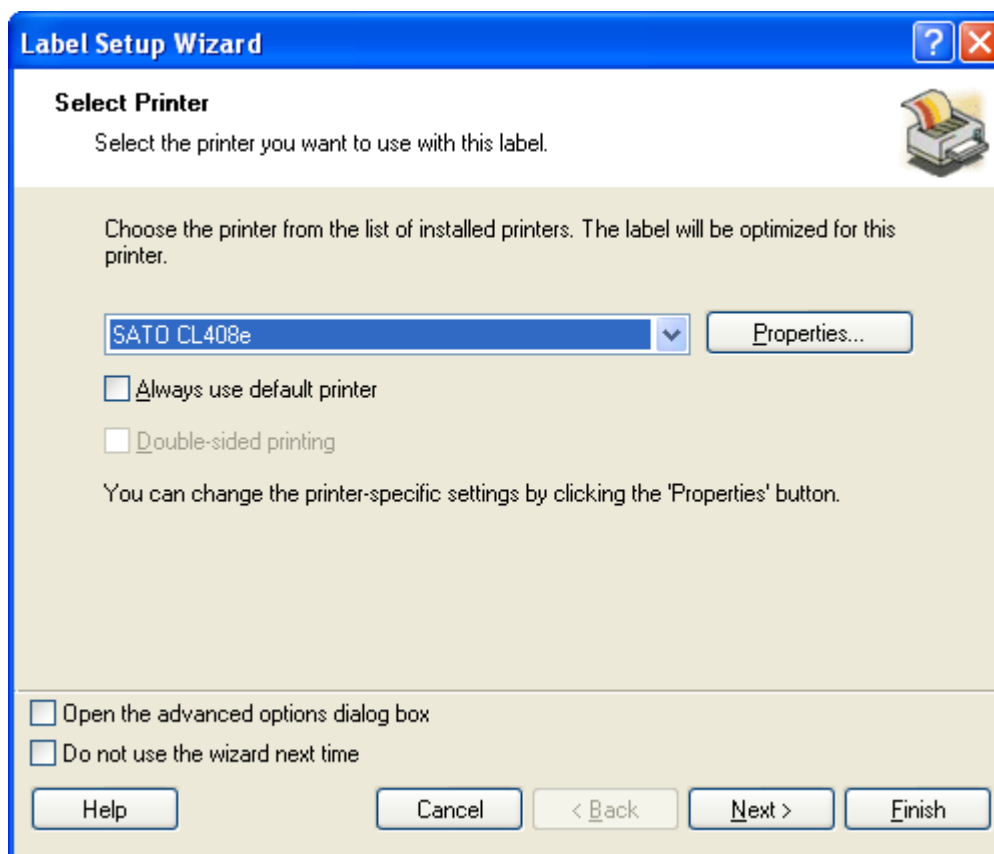 Label Setup Wizard
?
Select Printer
Select the printer you want to use with this label.
Choose the printer from the list of installed printers. The label will be optimized for this
printer.
SATO CL408e
Properties...
Always use default printer
Double-sided printing
You can change the printer-specific settings by clicking the 'Properties' button.
Open the advanced options dialog box
Do not use the wizard next time
Help
Cancel
< Back
Next >
Finish